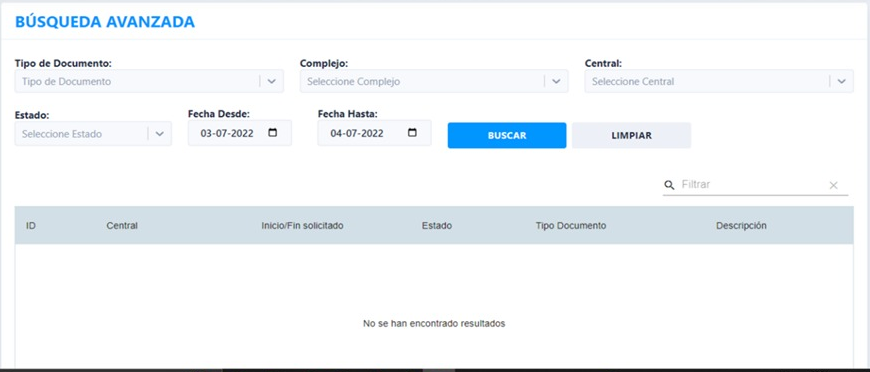 BÚSQUEDA AVANZADA
Tipo de Documento: Complejo: Central:
Tipo de Documento Seleccione Complejo Seleccione Central
Estado: Fecha Desde: Fecha Hasta:
Seleccione Estado 03-07-2022 04-07-2022 BUSCAR LIMPIAR
Filtrar
ID Central Inicio/Fin solicitado Estado Tipo Documento Descripción
No se han encontrado resultados